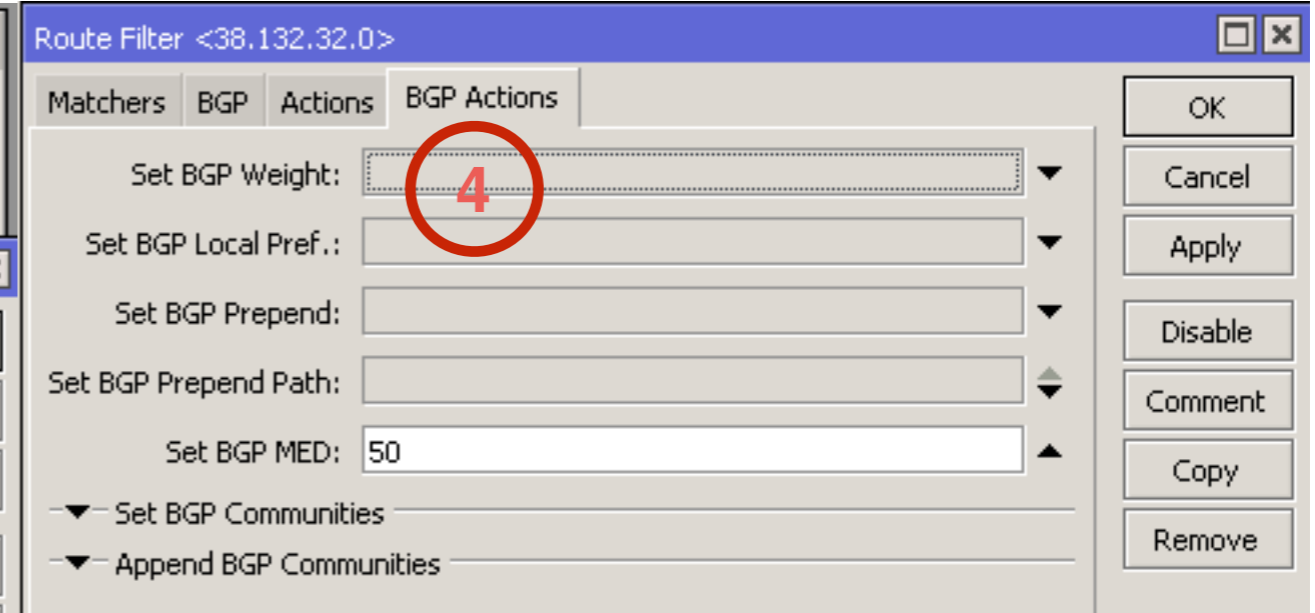 Route Filter <38.132.32.0>
Matchers BGP Actions BGP Actions
OK
Set BGP Weight:
4
Cancel
Set BGP Local Pref.:
Apply
Set BGP Prepend:
Disable
Set BGP Prepend Path:
Comment
Set BGP MED: 50
Copy
Set BGP Communities
Remove
Append BGP Communities